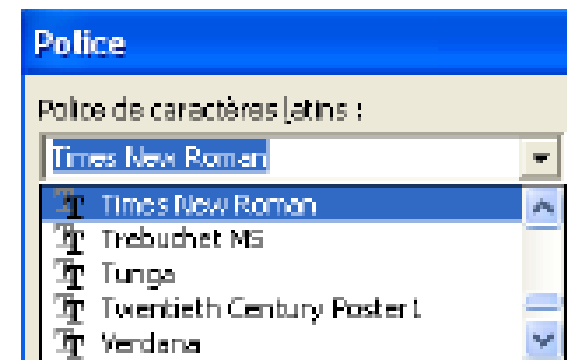 Police
Police de caractères latins :
Times New Roman
Times New Roman
Trebuchet MS
Tunga
Twentieth Century Poster1
Verdana